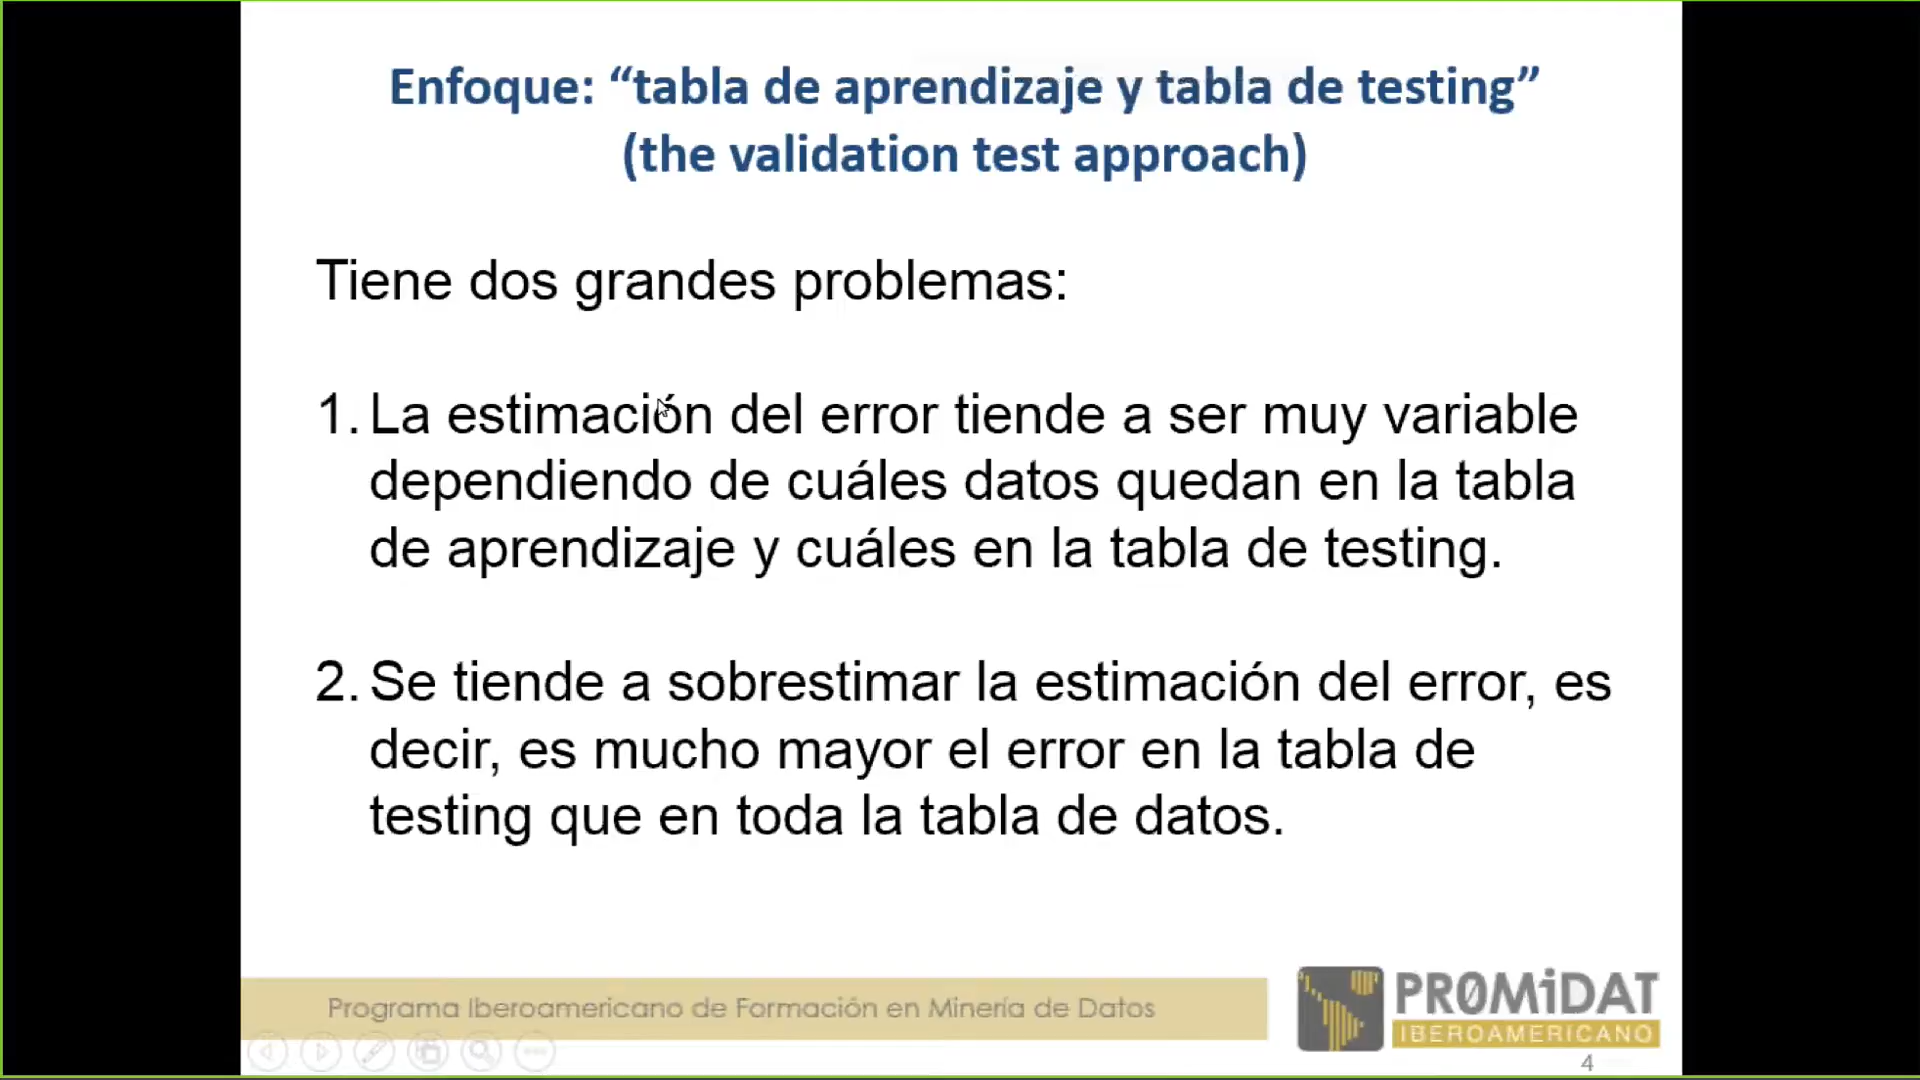 Enfoque: “tabla de aprendizaje y tabla de testing”
(the validation test approach)
Tiene dos grandes problemas:
1. La estimación del error tiende a ser muy variable
dependiendo de cuáles datos quedan en la tabla
de aprendizaje y cuáles en la tabla de testing.
2. Se tiende a sobrestimar la estimación del error, es
decir, es mucho mayor el error en la tabla de
testing que en toda la tabla de datos.
Programa Iberoamericano de Formación en Minería de Datos
PR0MiDAT
IBEROAMERICANO
4